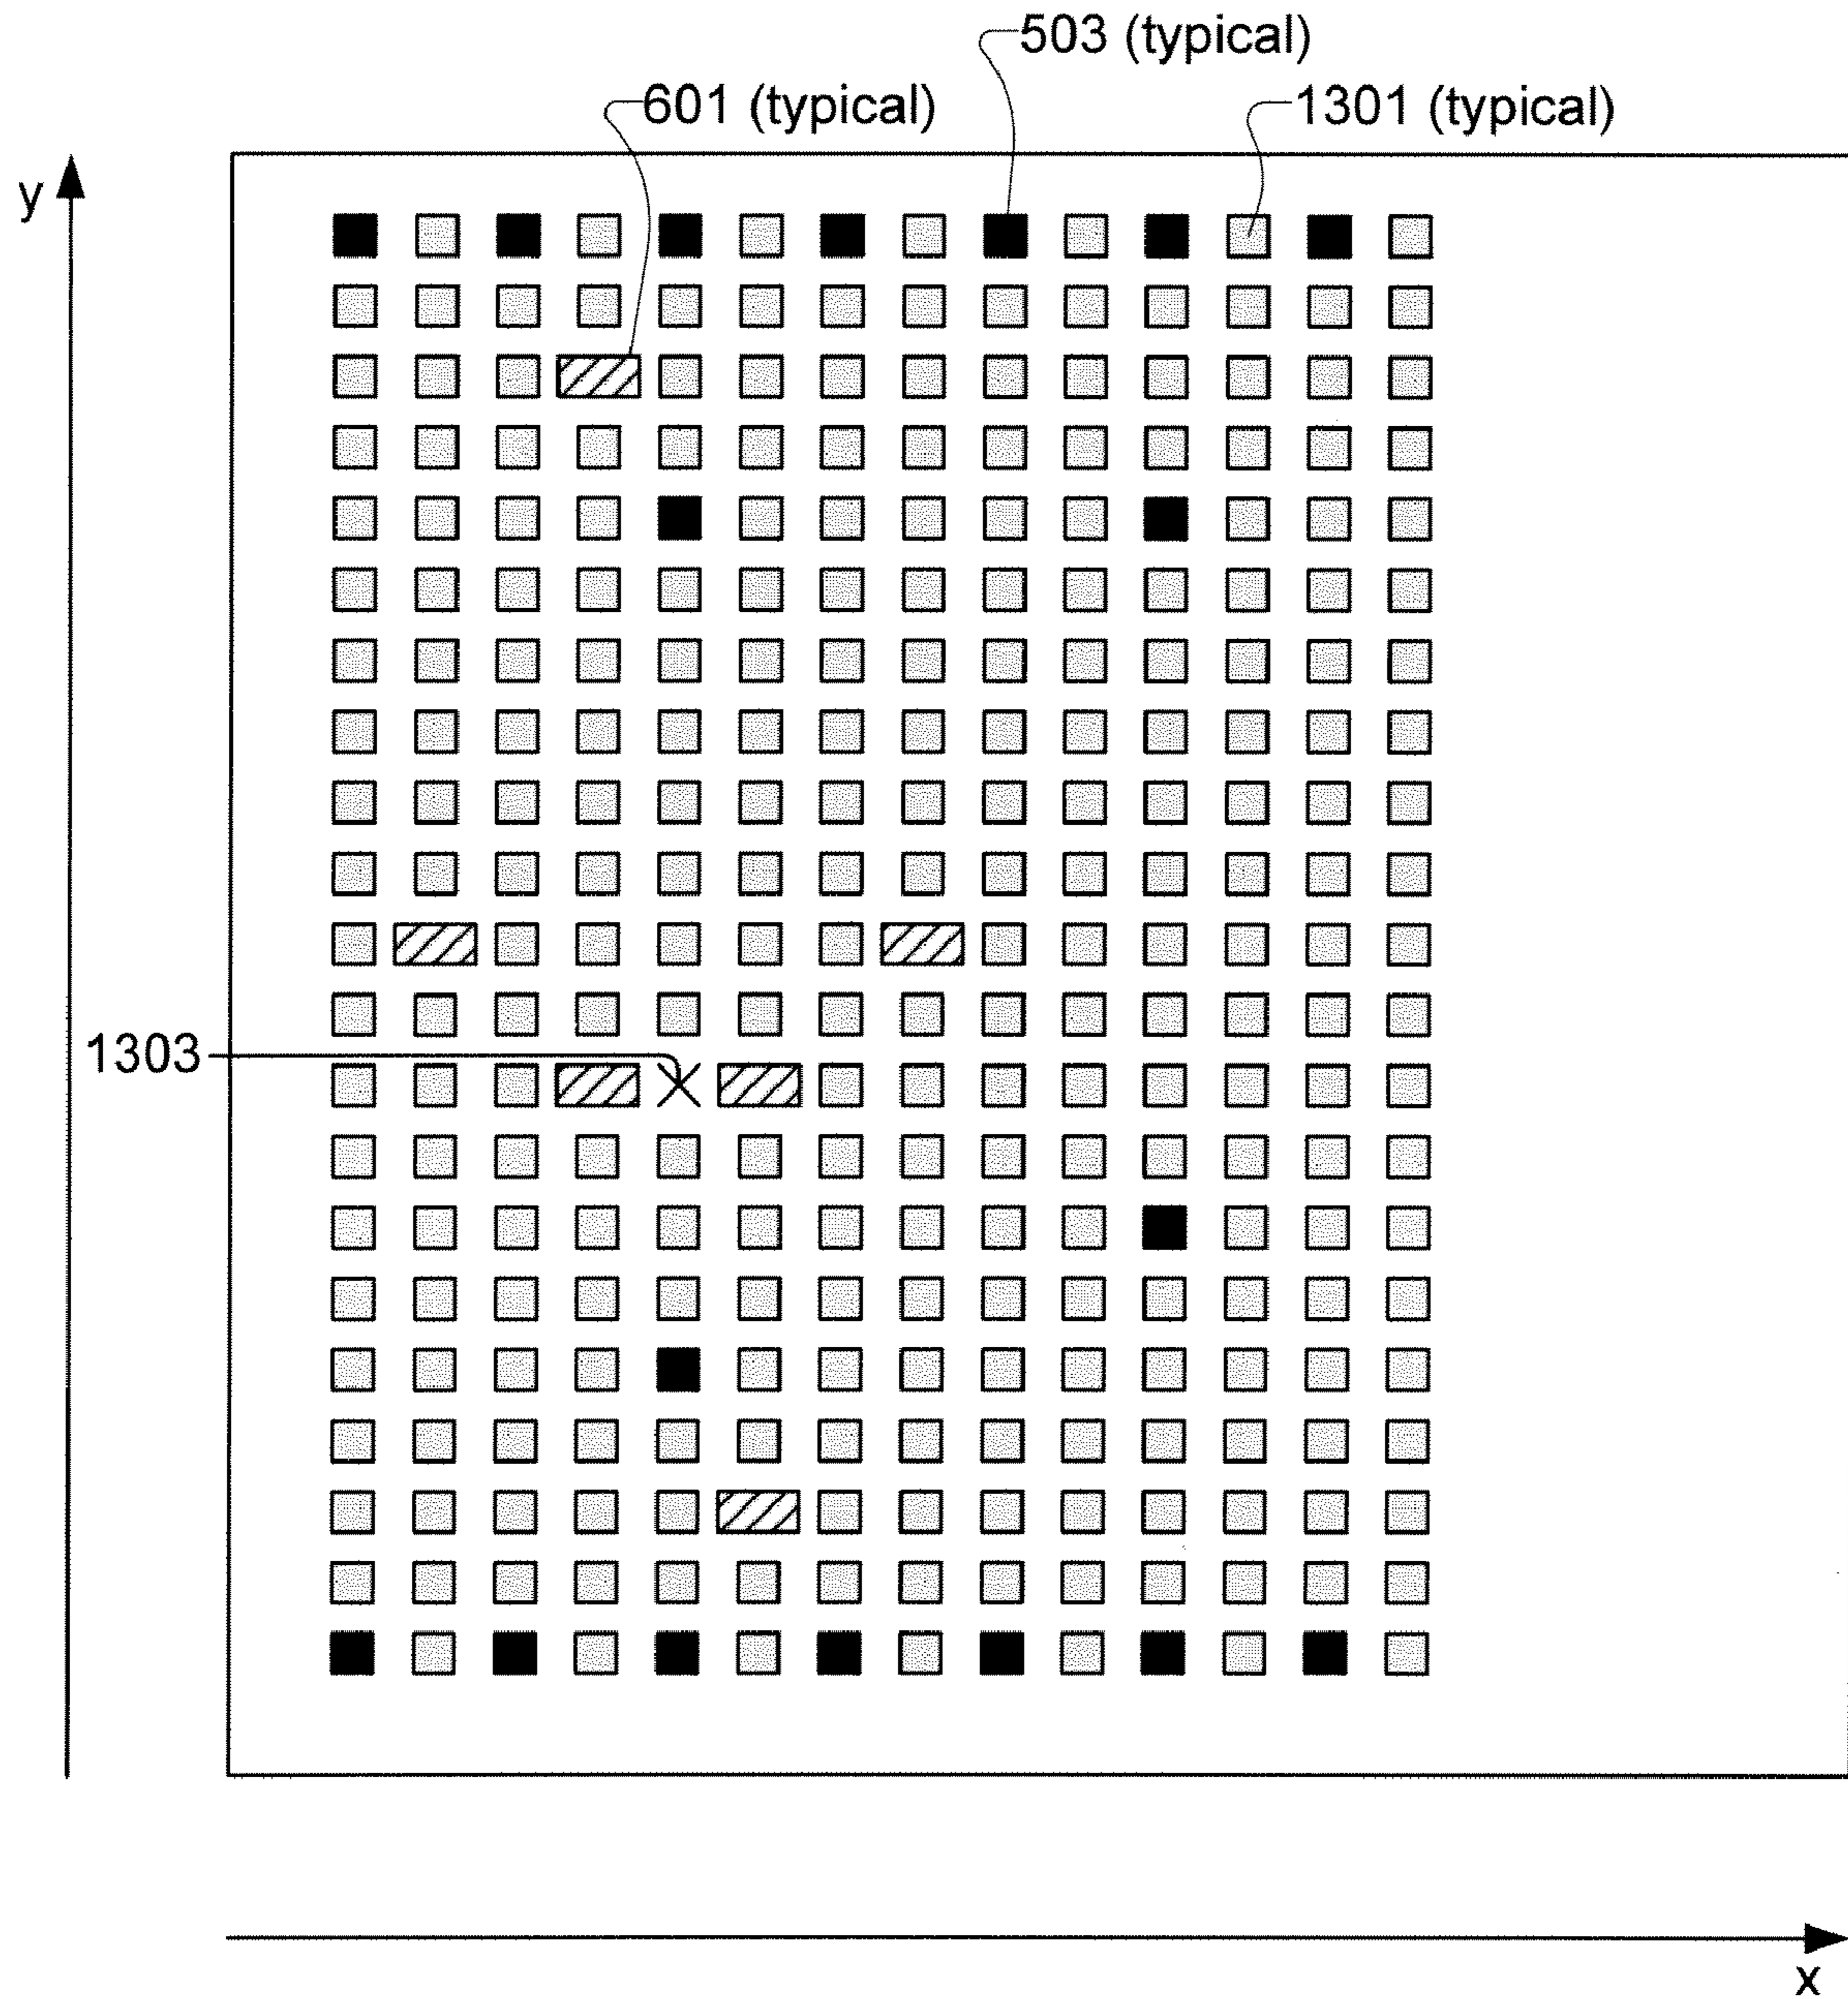 503 (typical)
601 (typical)
1301 (typical)
y
1303
x